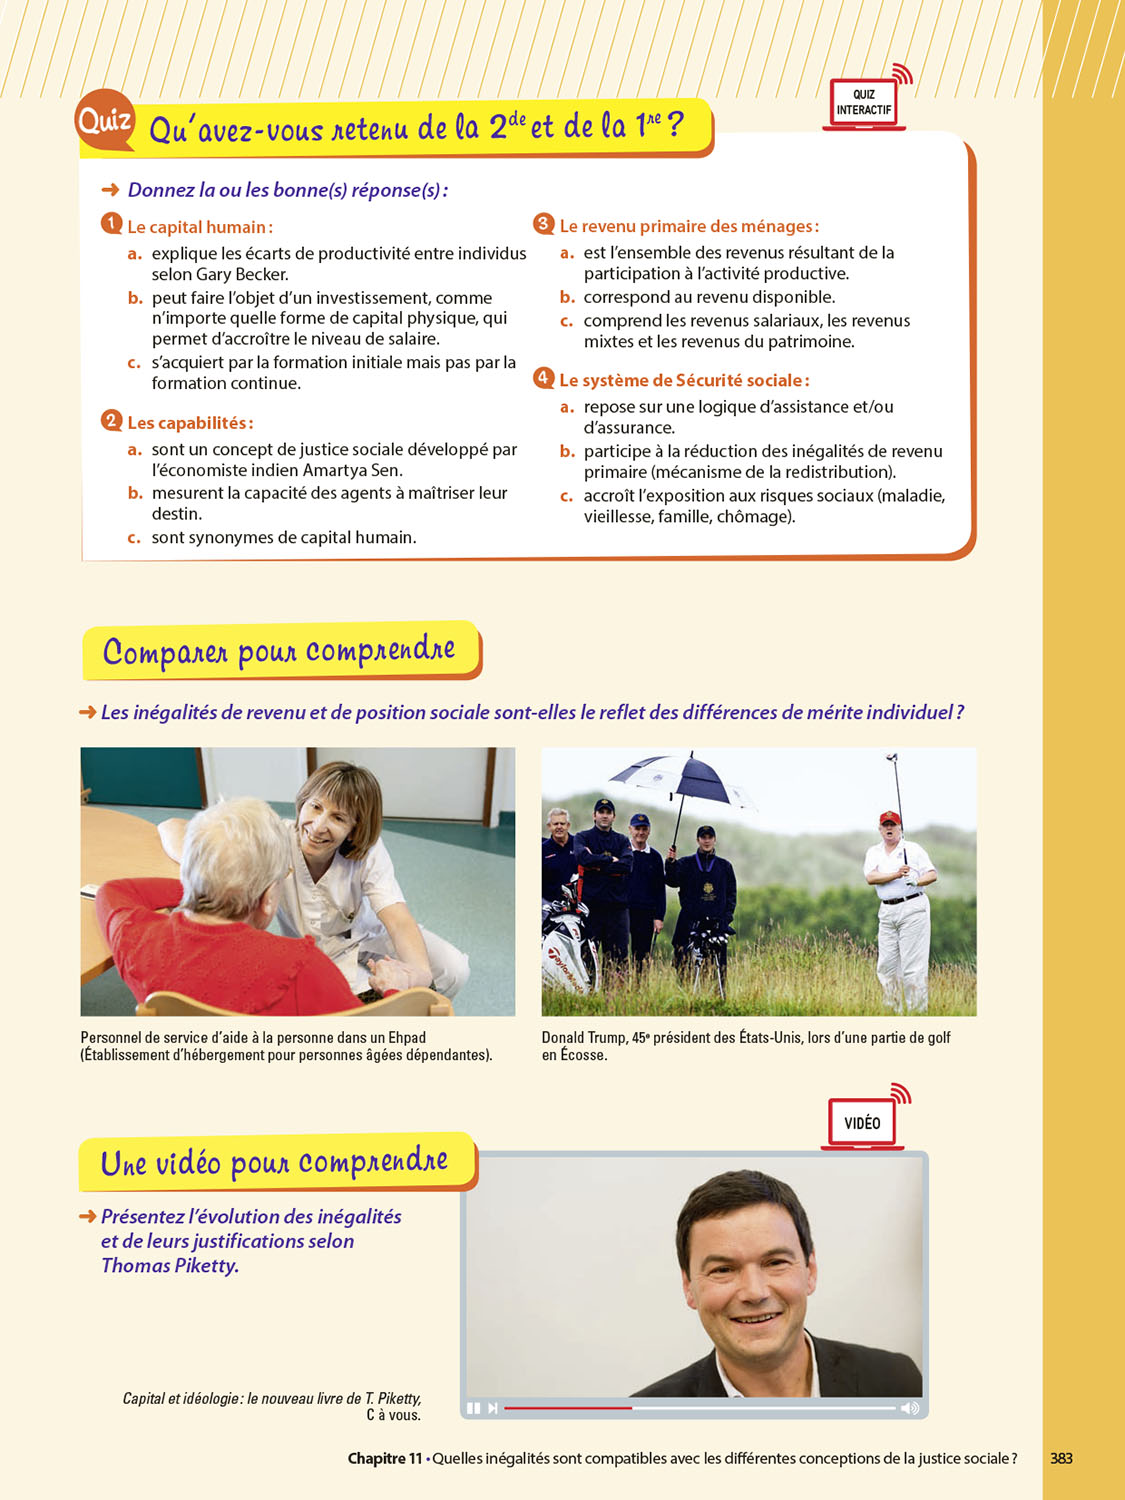 QUIZ
INTERACTIF
Quiz
Qu'avez-vous retenu de la 2de et de la 1re ?
➜ Donnez la ou les bonne(s) réponse(s) :
1 Le capital humain :
a. explique les écarts de productivité entre individus
selon Gary Becker.
b. peut faire l'objet d'un investissement, comme
n'importe quelle forme de capital physique, qui
permet d'accroître le niveau de salaire.
c. s'acquiert par la formation initiale mais pas par la
formation continue.
2 Les capabilités :
a. sont un concept de justice sociale développé par
l'économiste indien Amartya Sen.
b. mesurent la capacité des agents à maîtriser leur
destin.
c. sont synonymes de capital humain.
3 Le revenu primaire des ménages :
a. est l'ensemble des revenus résultant de la
participation à l'activité productive.
b. correspond au revenu disponible.
c. comprend les revenus salariaux, les revenus
mixtes et les revenus du patrimoine.
4 Le système de Sécurité sociale :
a. repose sur une logique d'assistance et/ou
d'assurance.
b. participe à la réduction des inégalités de revenu
primaire (mécanisme de la redistribution).
c. accroît l'exposition aux risques sociaux (maladie,
vieillesse, famille, chômage).
Comparer pour comprendre
➜ Les inégalités de revenu et de position sociale sont-elles le reflet des différences de mérite individuel ?
TaylorMade
Personnel de service d'aide à la personne dans un Ehpad
(Établissement d'hébergement pour personnes âgées dépendantes).
Donald Trump, 45e président des États-Unis, lors d'une partie de golf
en Écosse.
VIDÉO
Une vidéo pour comprendre
➜ Présentez l'évolution des inégalités
et de leurs justifications selon
Thomas Piketty.
Capital et idéologie : le nouveau livre de T. Piketty,
C à vous.
Chapitre 11 • Quelles inégalités sont compatibles avec les différentes conceptions de la justice sociale ?
383